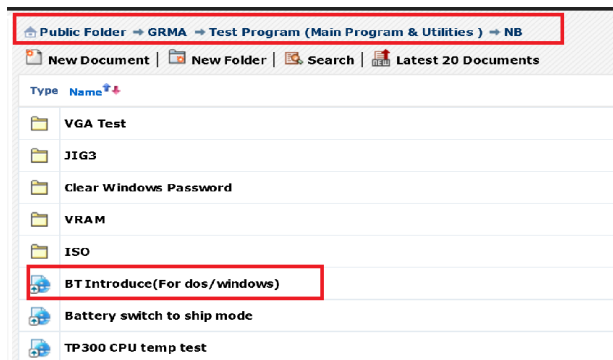 Public Folder → GRMA → Test Program (Main Program & Utilities ) → NB
New Document | New Folder | Search | Latest 20 Documents
Type Name
VGA Test
JIG3
Clear Windows Password
VRAM
ISO
BT Introduce(For dos/windows)
Battery switch to ship mode
TP300 CPU temp test